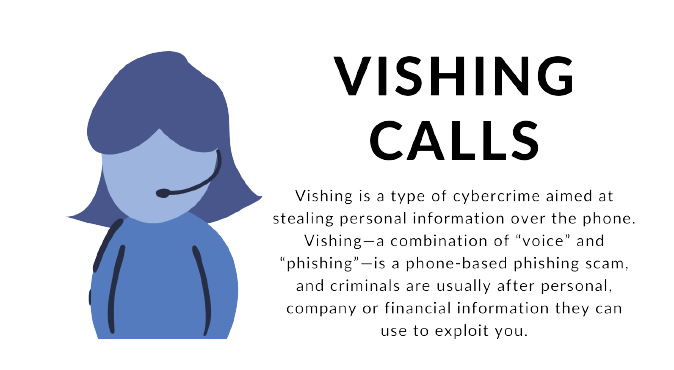 VISHING
CALLS
Vishing is a type of cybercrime aimed at
stealing personal information over the phone.
Vishing—a combination of “voice” and
“phishing”—is a phone-based phishing scam,
and criminals are usually after personal,
company or financial information they can
use to exploit you.